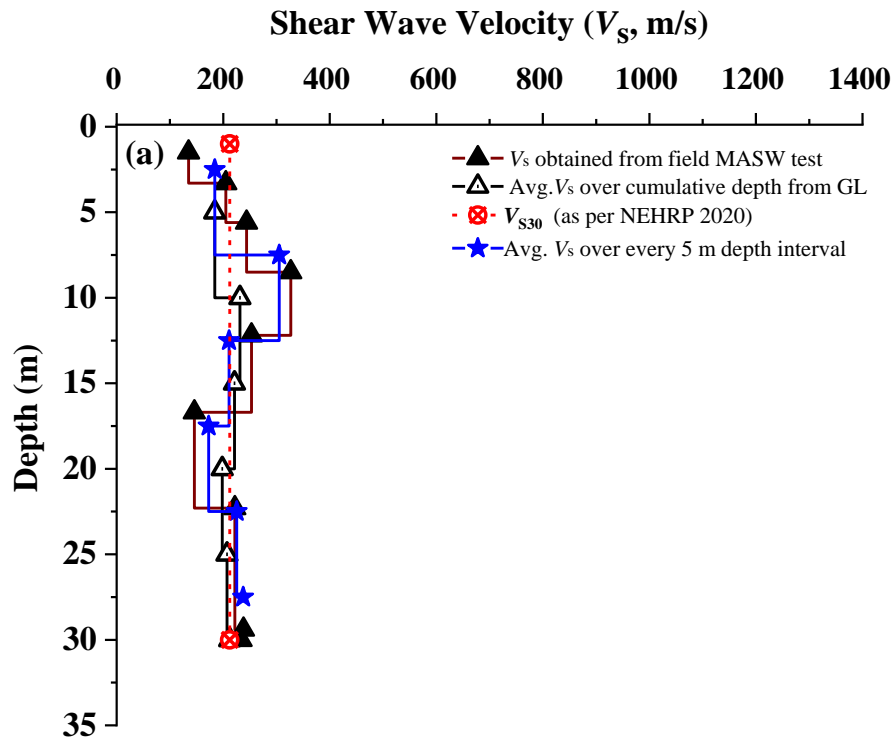 Shear Wave Velocity (Vs, m/s)
0 200 400 600 800 1000 1200 1400
(a)
Vs obtained from field MASW test
Avg.Vs over cumulative depth from GL
VS30 (as per NEHRP 2020)
Avg. Vs over every 5 m depth interval
Depth (m)
0
5
10
15
20
25
30
35